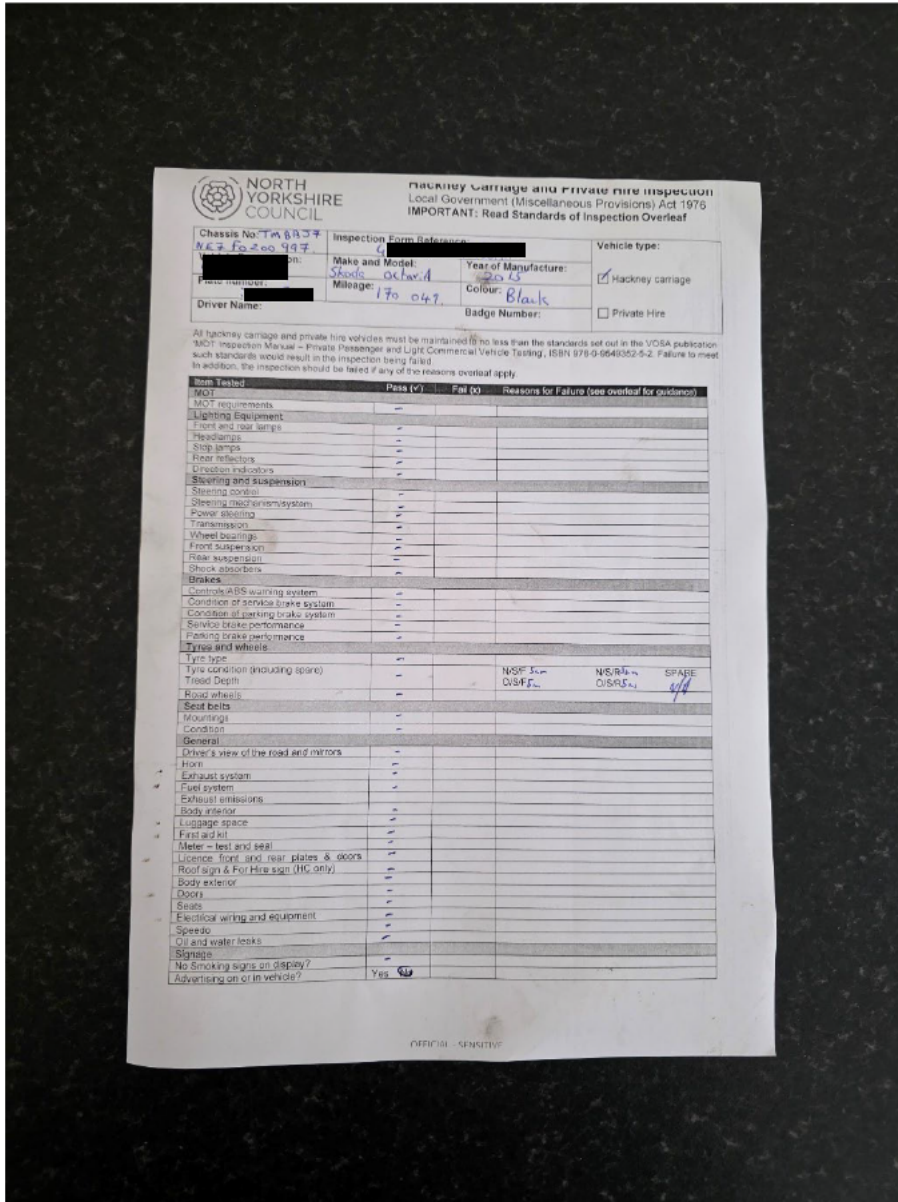 NORTH
YORKSHIRE
COUNCIL
Hackney Carriage and Private Hire Inspection
Local Government (Miscellaneous Provisions) Act 1976
IMPORTANT: Read Standards of Inspection Overleaf
Chassis No: TMBAJ7
NE7 F0200 997.
Inspection Form Reference:
4
Vehicle type:
Make and Model:
Skoda OctaviA
Year of Manufacture:
2015
Hackney carriage
Plate number:
Mileage:
170 049.
Colour: Black
Driver Name:
Badge Number:
Private Hire
All hackney carriage and private hire vehicles must be maintained to no less than the standards set out in the VOSA publication
'MOT Inspection Manual – Private Passenger and Light Commercial Vehicle Testing', ISBN 978-0-9549352-5-2. Failure to meet
such standards would result in the inspection being failed.
In addition, the inspection should be failed if any of the reasons overleaf apply.
Item Tested Pass (✓) Fail (x) Reasons for Failure (see overleaf for guidance)
MOT
MOT requirements
Lighting Equipment
Front and rear lamps
Headlamps
Stop lamps
Rear reflectors
Direction indicators
Steering and suspension
Steering control
Steering mechanism/system
Power steering
Transmission
Wheel bearings
Front suspension
Rear suspension
Shock absorbers
Brakes
Controls/ABS warning system
Condition of service brake system
Condition of parking brake system
Service brake performance
Parking brake performance
Tyres and wheels
Tyre type
Tyre condition (including spare) N/S/F N/S/R SPARE
Tread Depth O/S/F O/S/R N/A
Road wheels
Seat belts
Mountings
Condition
General
Driver's view of the road and mirrors
Horn
Exhaust system
Fuel system
Exhaust emissions
Body interior
Luggage space
First aid kit
Meter – test and seal
Licence front and rear plates & doors
Roof sign & For Hire sign (HC only)
Body exterior
Doors
Seats
Electrical wiring and equipment
Speedo
Oil and water leaks
Signage
No Smoking signs on display?
Advertising on or in vehicle? Yes
OFFICIAL - SENSITIVE